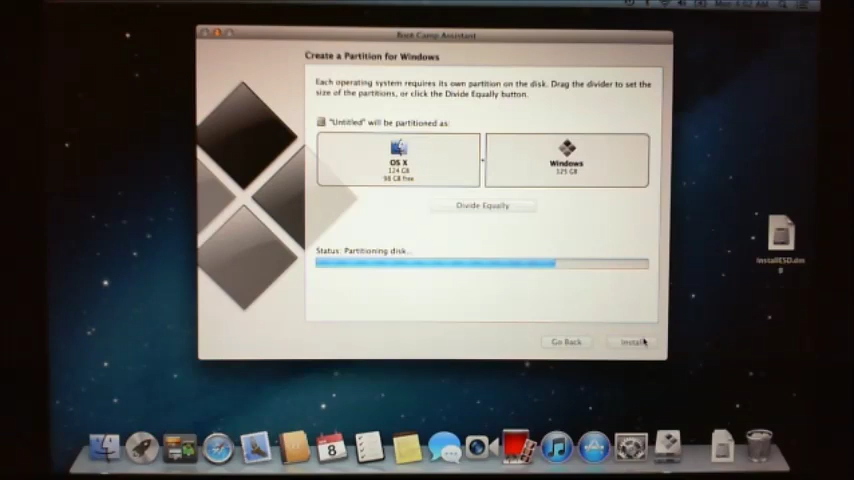 Boot Camp Assistant
Create a Partition for Windows
Each operating system requires its own partition on the disk. Drag the divider to set the
size of the partitions, or click the Divide Equally button.
"Untitled" will be partitioned as:
OS X
124 GB
98 GB free
Windows
125 GB
Divide Equally
Status: Partitioning disk...
Go Back
Install
InstallESD.dm
g
8